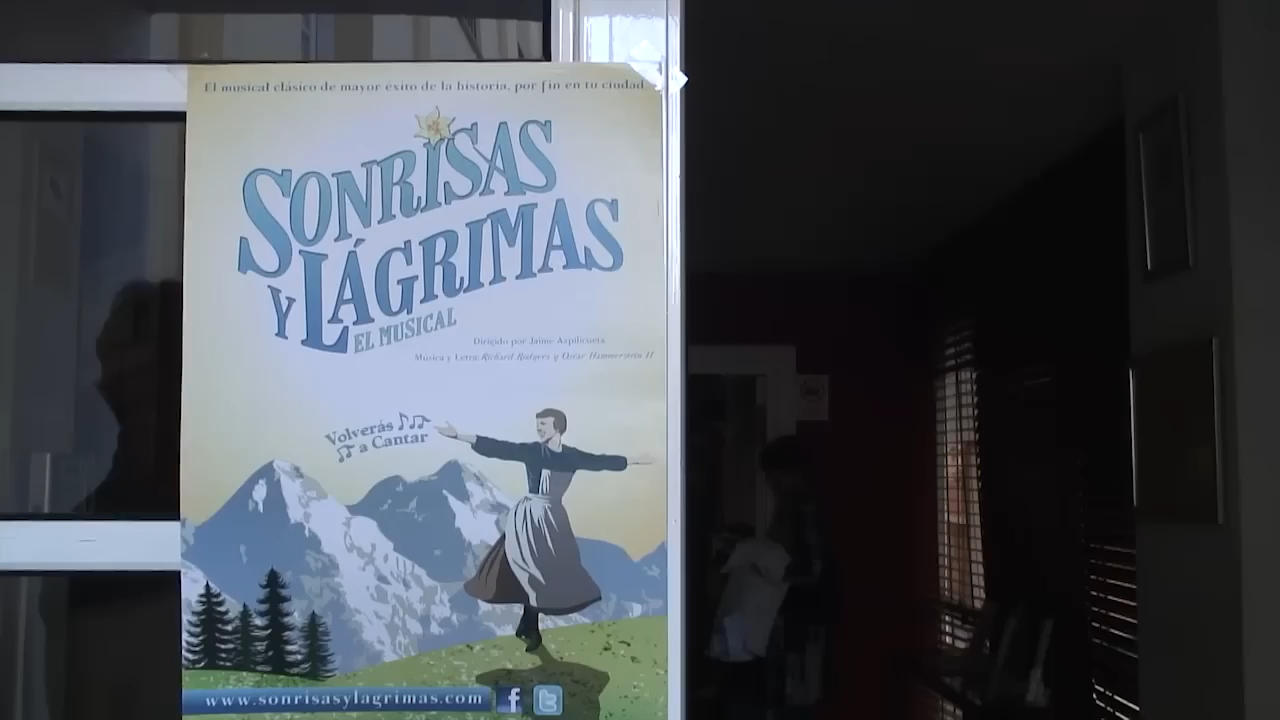 El musical clásico de mayor éxito de la historia, por fin en tu ciudad
SONRISAS
Y LÁGRIMAS
EL MUSICAL
Dirigido por Jaime Azpilicueta
Música y Letra: Richard Rodgers y Oscar Hammerstein II
Volverás
a Cantar
www.sonrisasylagrimas.com f t